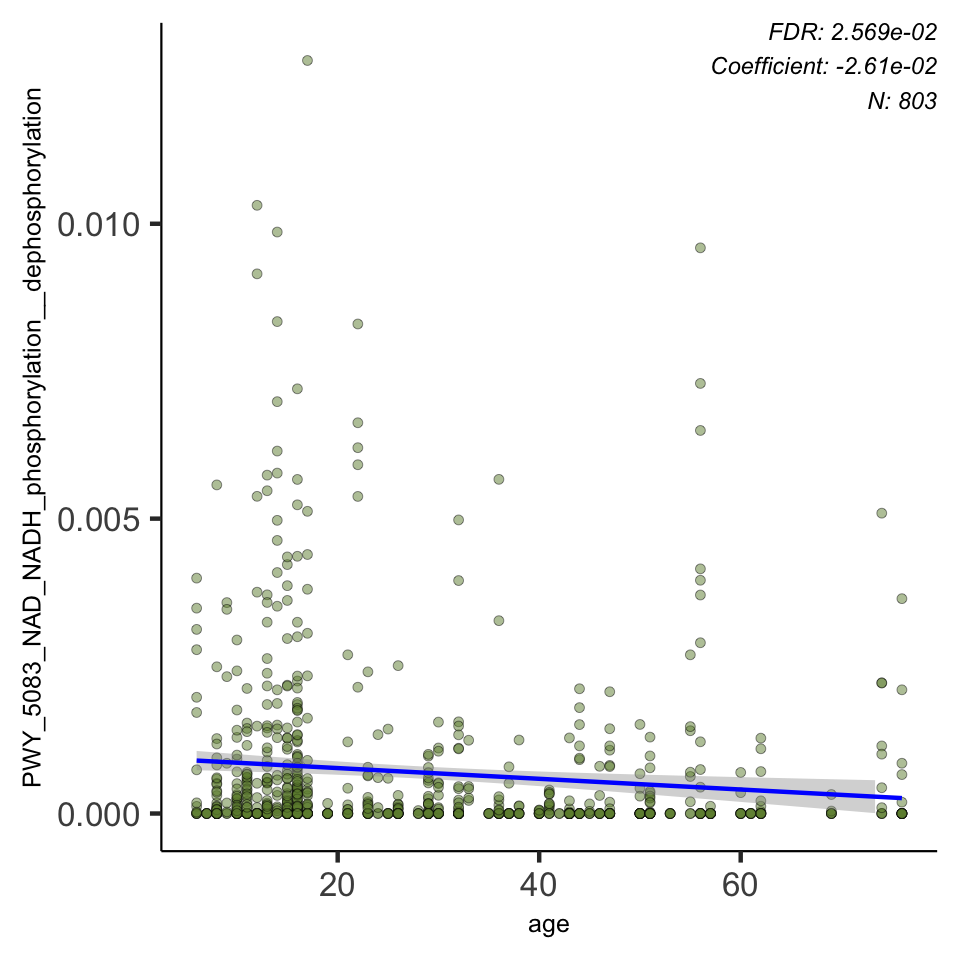 FDR: 2.569e-02
Coefficient: -2.61e-02
N: 803
PWY_5083_NAD_NADH_phosphorylation__dephosphorylation
0.010
0.005
0.000
20 40 60
age